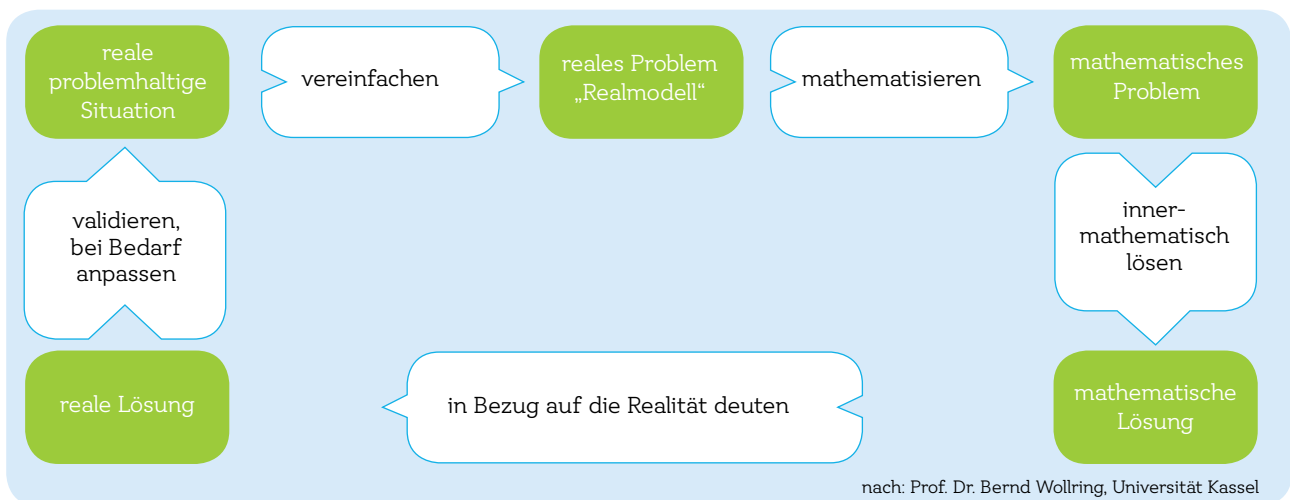 reale
problemhaltige
Situation
vereinfachen
reales Problem
„Realmodell“
mathematisieren
mathematisches
Problem
validieren,
bei Bedarf
anpassen
inner-
mathematisch
lösen
reale Lösung
in Bezug auf die Realität deuten
mathematische
Lösung
nach: Prof. Dr. Bernd Wollring, Universität Kassel